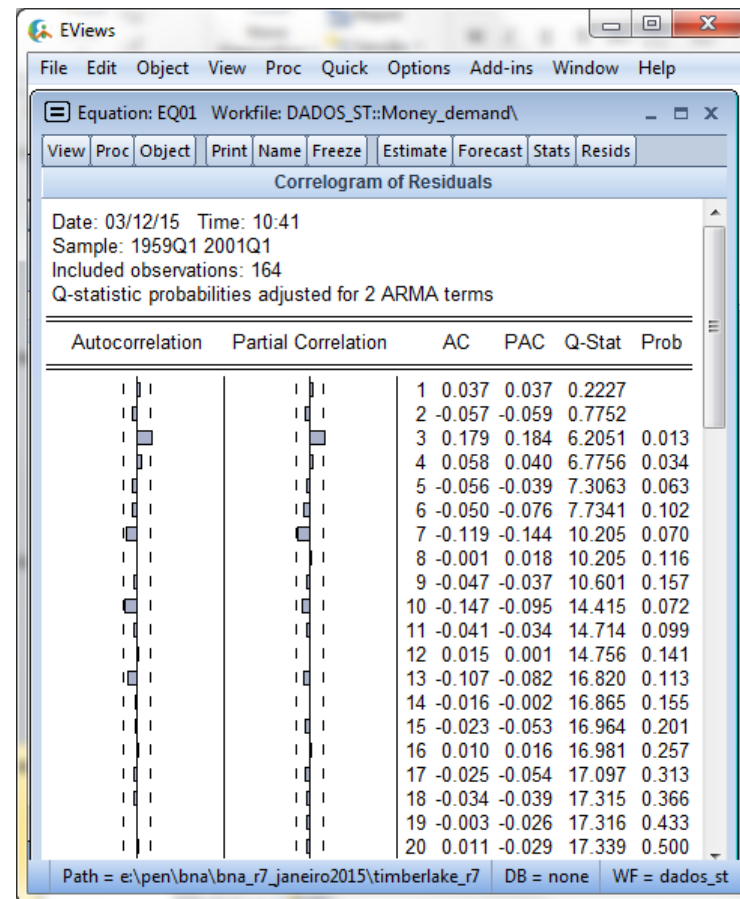 EViews
File Edit Object View Proc Quick Options Add-ins Window Help
Equation: EQ01 Workfile: DADOS_ST::Money_demand\
View Proc Object Print Name Freeze Estimate Forecast Stats Resids
Correlogram of Residuals
Date: 03/12/15 Time: 10:41
Sample: 1959Q1 2001Q1
Included observations: 164
Q-statistic probabilities adjusted for 2 ARMA terms
Autocorrelation Partial Correlation AC PAC Q-Stat Prob
1 0.037 0.037 0.2227
2 -0.057 -0.059 0.7752
3 0.179 0.184 6.2051 0.013
4 0.058 0.040 6.7756 0.034
5 -0.056 -0.039 7.3063 0.063
6 -0.050 -0.076 7.7341 0.102
7 -0.119 -0.144 10.205 0.070
8 -0.001 0.018 10.205 0.116
9 -0.047 -0.037 10.601 0.157
10 -0.147 -0.095 14.415 0.072
11 -0.041 -0.034 14.714 0.099
12 0.015 0.001 14.756 0.141
13 -0.107 -0.082 16.820 0.113
14 -0.016 -0.002 16.865 0.155
15 -0.023 -0.053 16.964 0.201
16 0.010 0.016 16.981 0.257
17 -0.025 -0.054 17.097 0.313
18 -0.034 -0.039 17.315 0.366
19 -0.003 -0.026 17.316 0.433
20 0.011 -0.029 17.339 0.500
Path = e:\pen\bna\bna_r7_janeiro2015\timberlake_r7 DB = none WF = dados_st